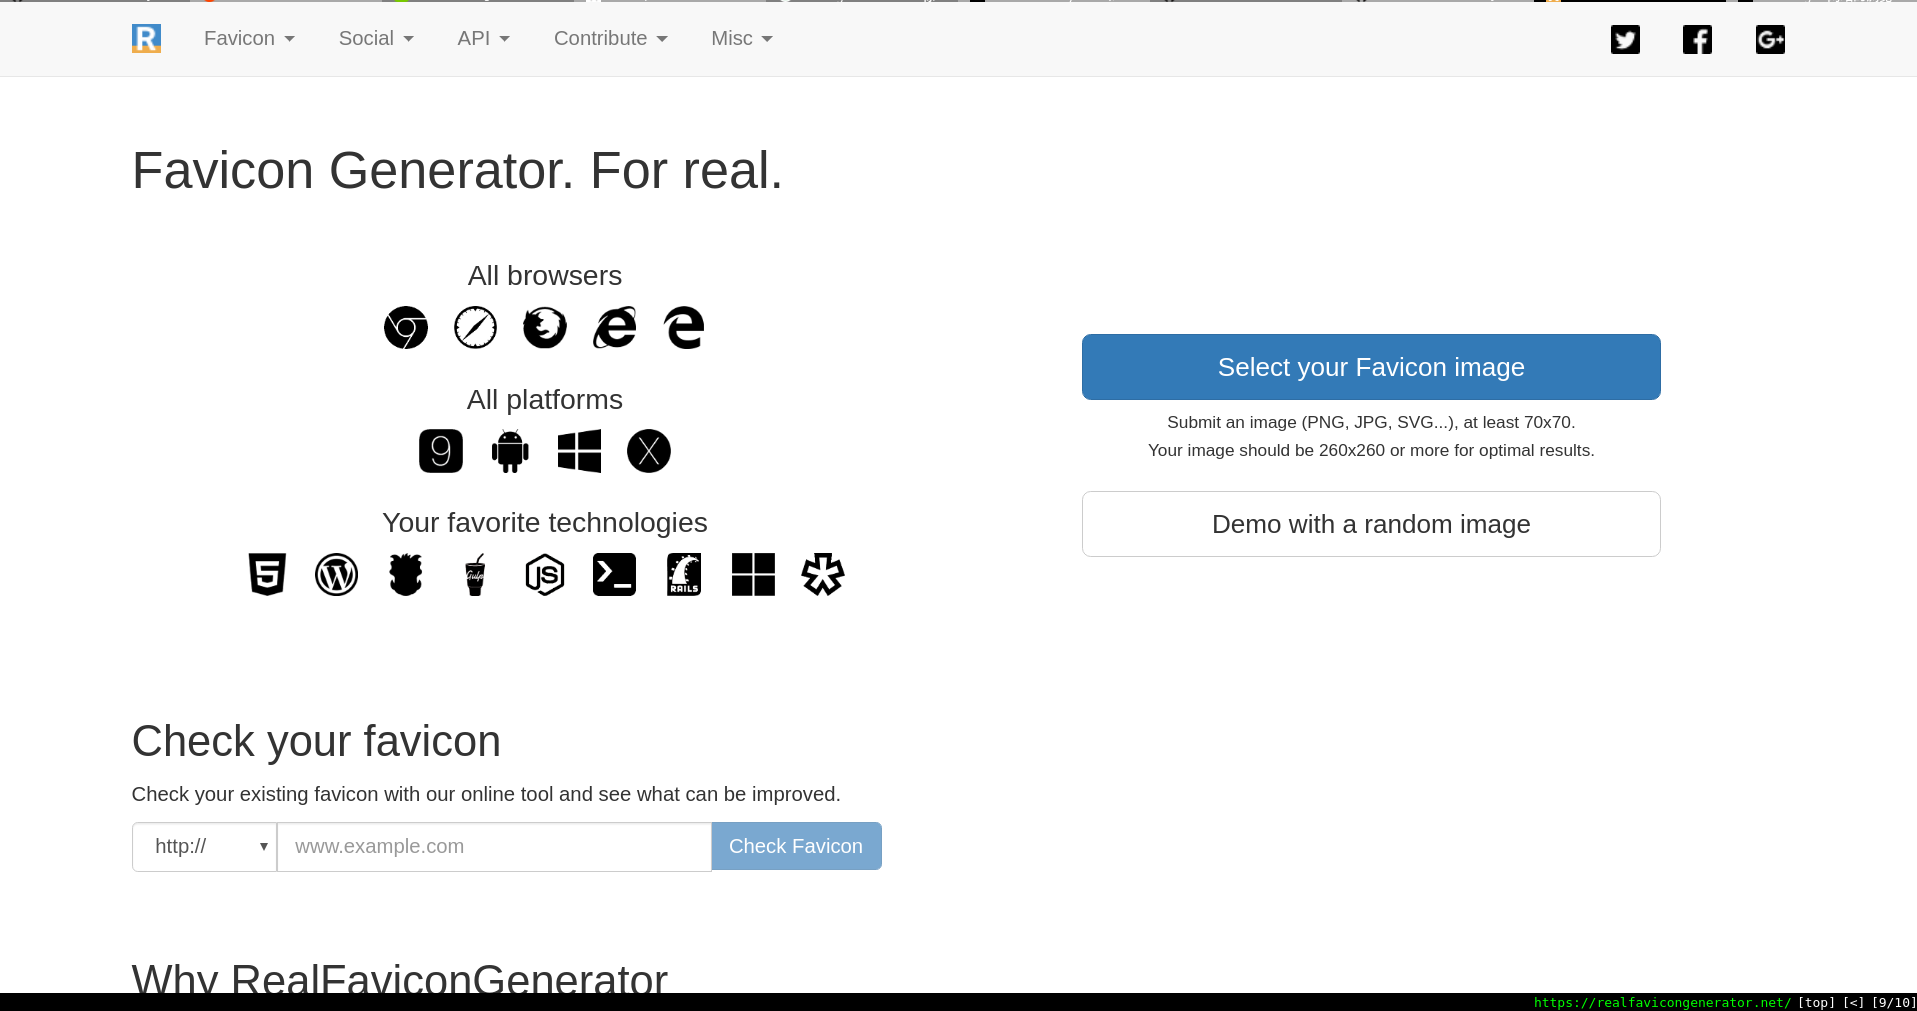 R Favicon Social API Contribute Misc
Favicon Generator. For real.
All browsers
All platforms
9 X
Your favorite technologies
5 W Gulp JS >_ RAILS
Select your Favicon image
Submit an image (PNG, JPG, SVG...), at least 70x70.
Your image should be 260x260 or more for optimal results.
Demo with a random image
Check your favicon
Check your existing favicon with our online tool and see what can be improved.
http:// www.example.com Check Favicon
Why RealFaviconGenerator
https://realfavicongenerator.net/ [top] [<] [9/10]